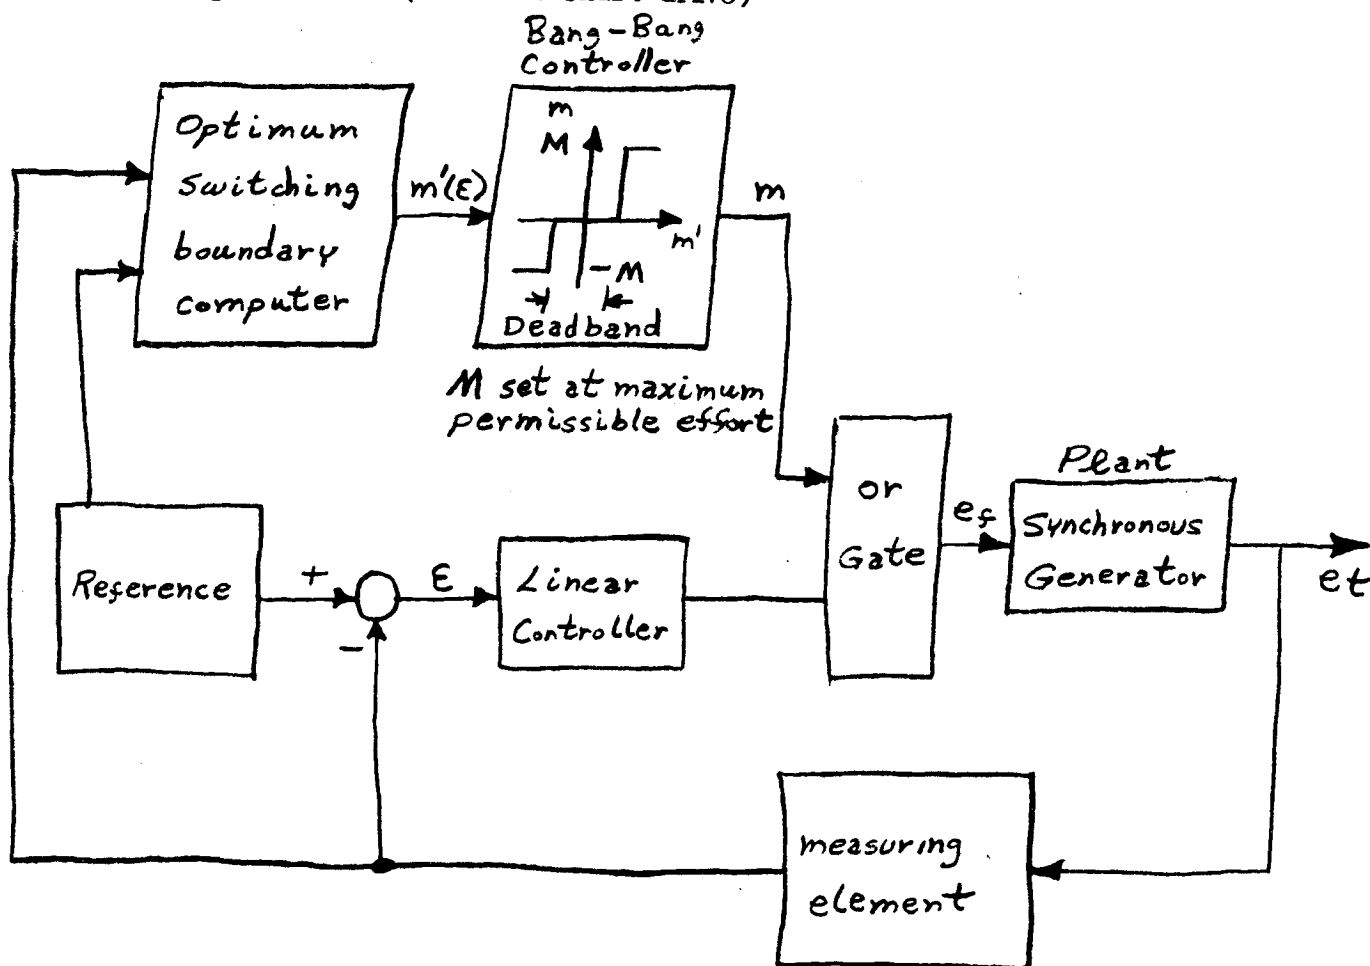 Bang-Bang
Controller
Optimum
Switching
boundary
computer
m'(ε)
m
M
m'
-M
Deadband
m
M set at maximum
permissible effort
or
Gate
Plant
ef
Synchronous
Generator
et
Reference
+
-
ε
Linear
Controller
measuring
element